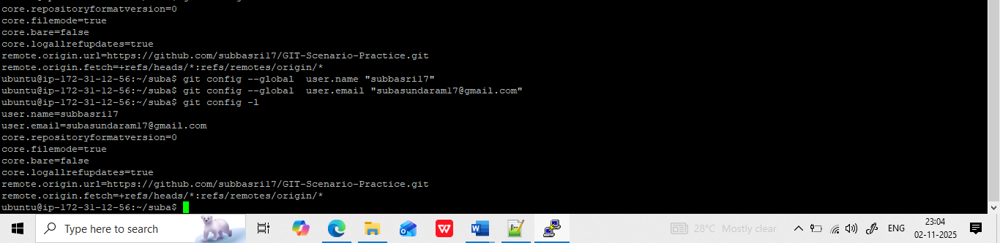 core.repositoryformatversion=0
core.filemode=true
core.bare=false
core.logallrefupdates=true
remote.origin.url=https://github.com/subbasri17/GIT-Scenario-Practice.git
remote.origin.fetch=+refs/heads/*:refs/remotes/origin/*
ubuntu@ip-172-31-12-56:~/suba$ git config --global  user.name "subbasri17"
ubuntu@ip-172-31-12-56:~/suba$ git config --global  user.email "subasundaram17@gmail.com"
ubuntu@ip-172-31-12-56:~/suba$ git config -l
user.name=subbasri17
user.email=subasundaram17@gmail.com
core.repositoryformatversion=0
core.filemode=true
core.bare=false
core.logallrefupdates=true
remote.origin.url=https://github.com/subbasri17/GIT-Scenario-Practice.git
remote.origin.fetch=+refs/heads/*:refs/remotes/origin/*
ubuntu@ip-172-31-12-56:~/suba$
Type here to search
28°C Mostly clear
ENG
23:04
02-11-2025